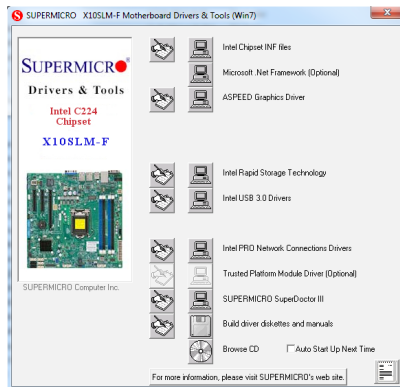 SUPERMICRO X10SLM-F Motherboard Drivers & Tools (Win7)
SUPERMICRO
Drivers & Tools
Intel C224
Chipset
X10SLM-F
SUPERMICRO Computer Inc.
Intel Chipset INF files
Microsoft .Net Framework (Optional)
ASPEED Graphics Driver
Intel Rapid Storage Technology
Intel USB 3.0 Drivers
Intel PRO Network Connections Drivers
Trusted Platform Module Driver (Optional)
SUPERMICRO SuperDoctor III
Build driver diskettes and manuals
Browse CD
Auto Start Up Next Time
For more information, please visit SUPERMICRO's web site.